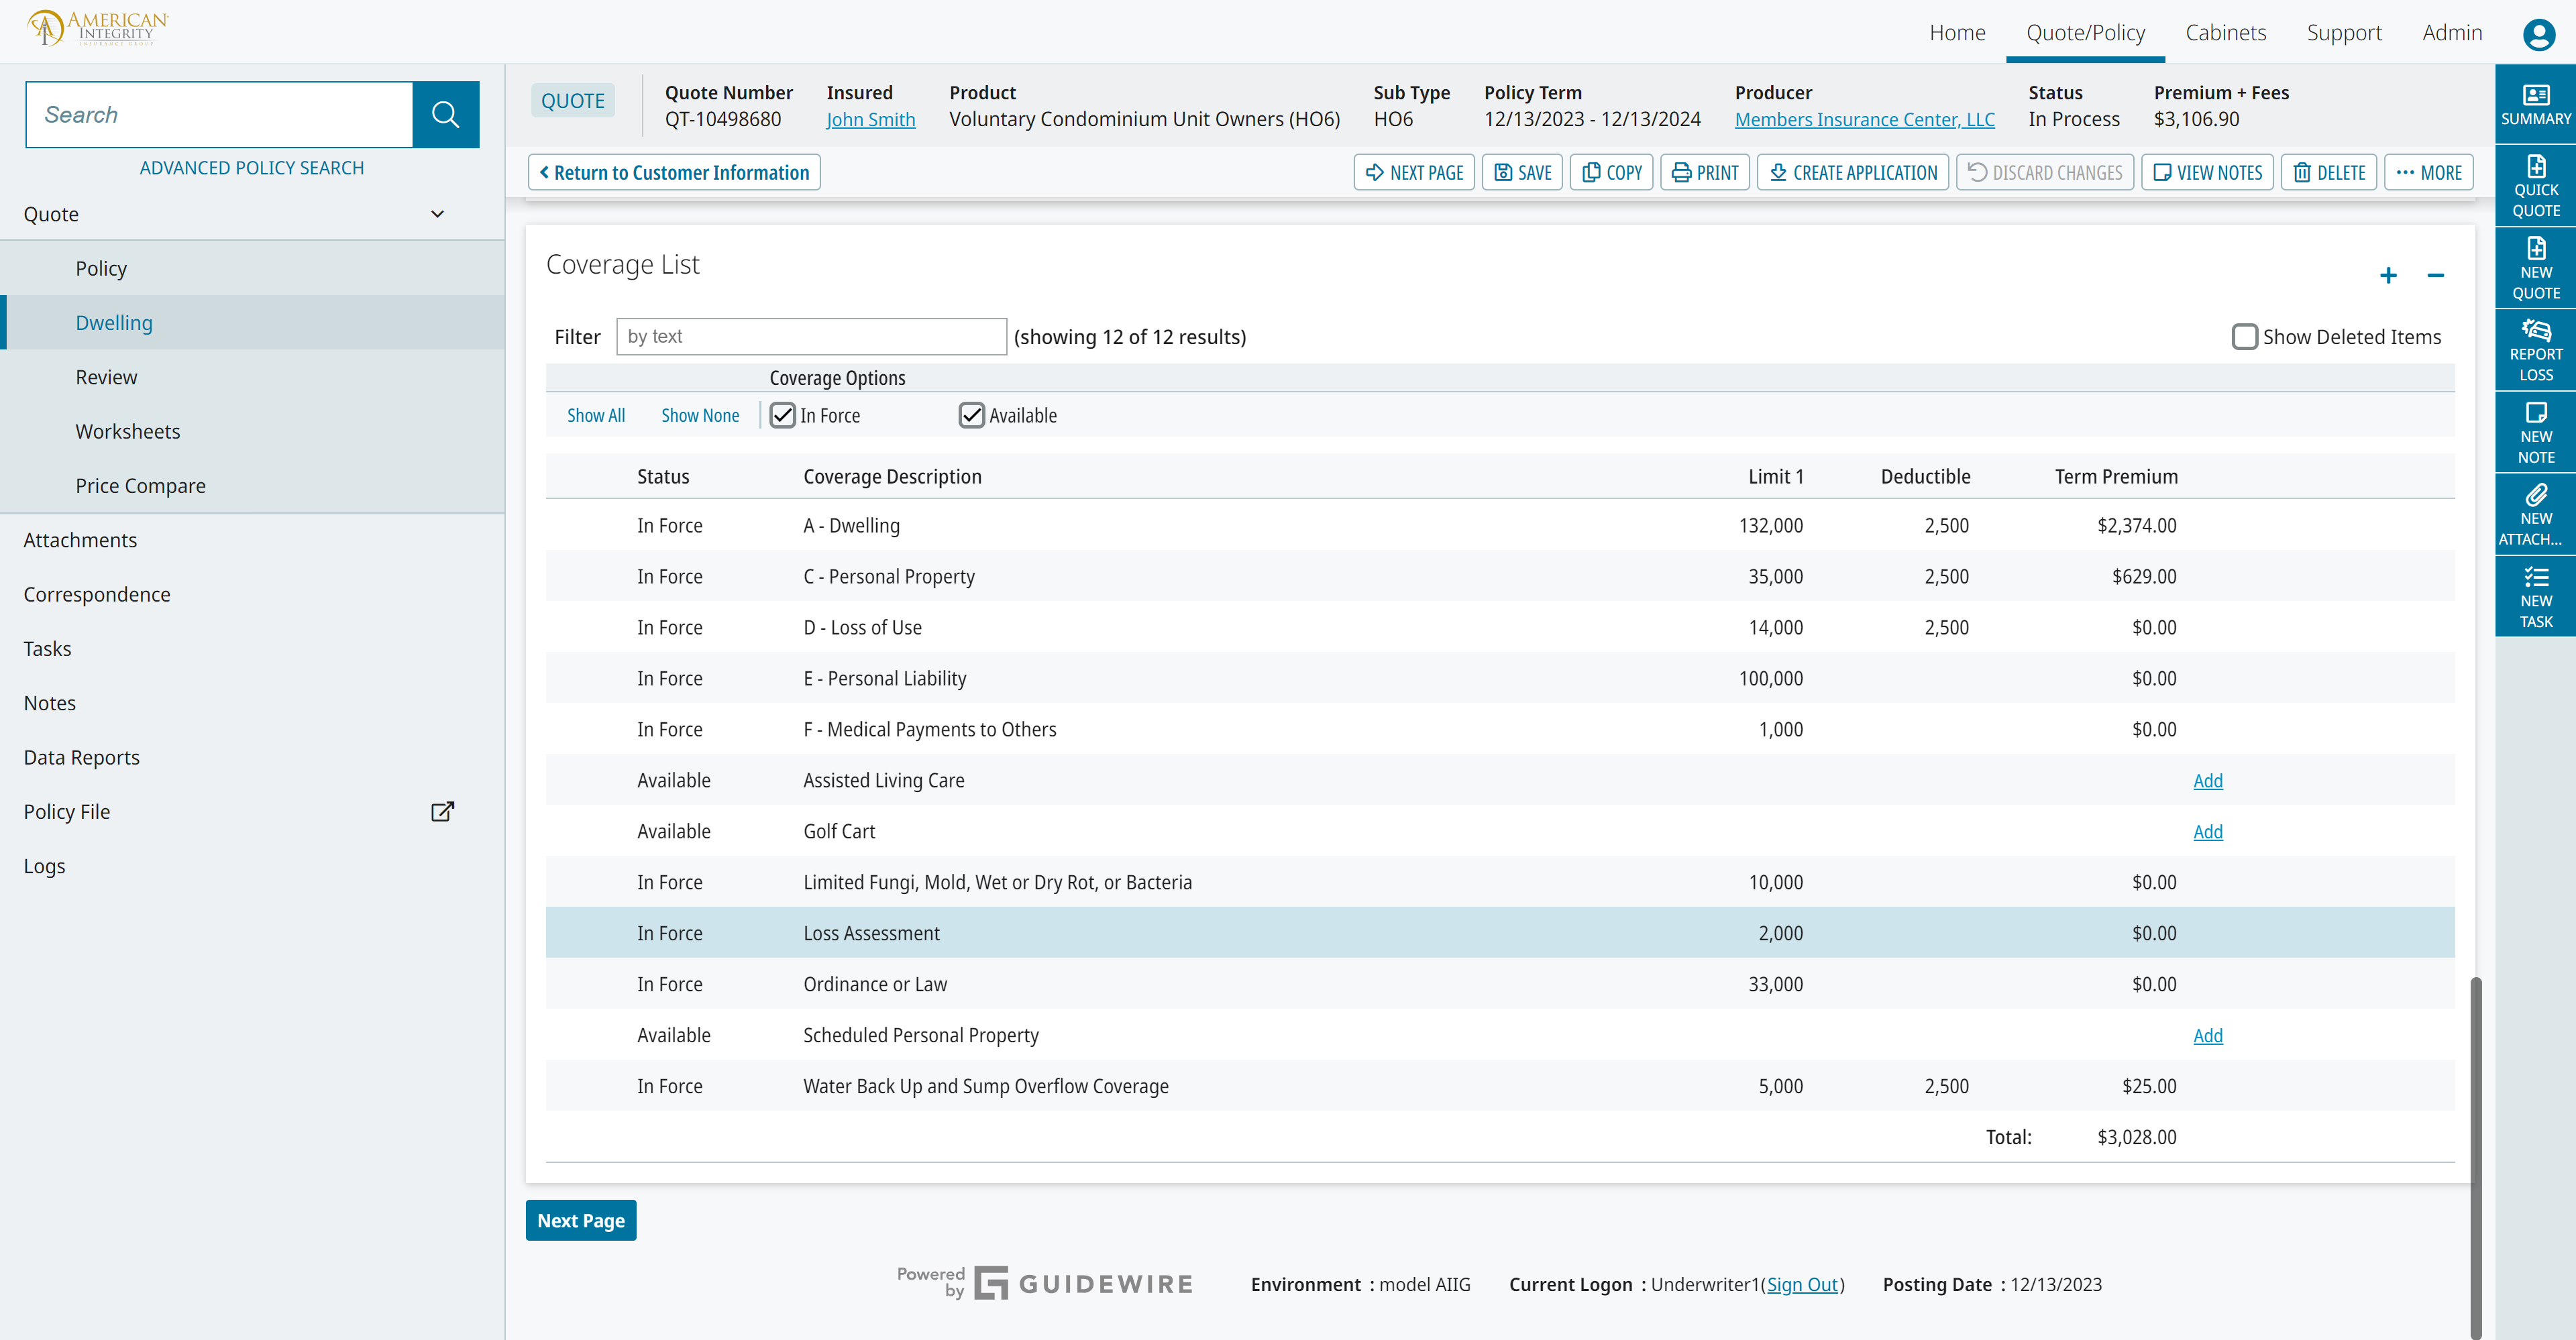 AMERICAN
INTEGRITY
INSURANCE GROUP
Home Quote/Policy Cabinets Support Admin
Search
ADVANCED POLICY SEARCH
Quote
Policy
Dwelling
Review
Worksheets
Price Compare
Attachments
Correspondence
Tasks
Notes
Data Reports
Policy File
Logs
QUOTE
Quote Number Insured Product Sub Type Policy Term Producer Status Premium + Fees
QT-10498680 John Smith Voluntary Condominium Unit Owners (HO6) HO6 12/13/2023 - 12/13/2024 Members Insurance Center, LLC In Process $3,106.90
Return to Customer Information NEXT PAGE SAVE COPY PRINT CREATE APPLICATION DISCARD CHANGES VIEW NOTES DELETE MORE
Coverage List
+ −
Filter by text (showing 12 of 12 results) Show Deleted Items
Coverage Options
Show All Show None In Force Available
Status Coverage Description Limit 1 Deductible Term Premium
In Force A - Dwelling 132,000 2,500 $2,374.00
In Force C - Personal Property 35,000 2,500 $629.00
In Force D - Loss of Use 14,000 2,500 $0.00
In Force E - Personal Liability 100,000 $0.00
In Force F - Medical Payments to Others 1,000 $0.00
Available Assisted Living Care Add
Available Golf Cart Add
In Force Limited Fungi, Mold, Wet or Dry Rot, or Bacteria 10,000 $0.00
In Force Loss Assessment 2,000 $0.00
In Force Ordinance or Law 33,000 $0.00
Available Scheduled Personal Property Add
In Force Water Back Up and Sump Overflow Coverage 5,000 2,500 $25.00
Total: $3,028.00
Next Page
Powered
by GUIDEWIRE
Environment : model AIIG Current Logon : Underwriter1(Sign Out) Posting Date : 12/13/2023
SUMMARY
QUICK
QUOTE
NEW
QUOTE
REPORT
LOSS
NEW
NOTE
NEW
ATTACH...
NEW
TASK